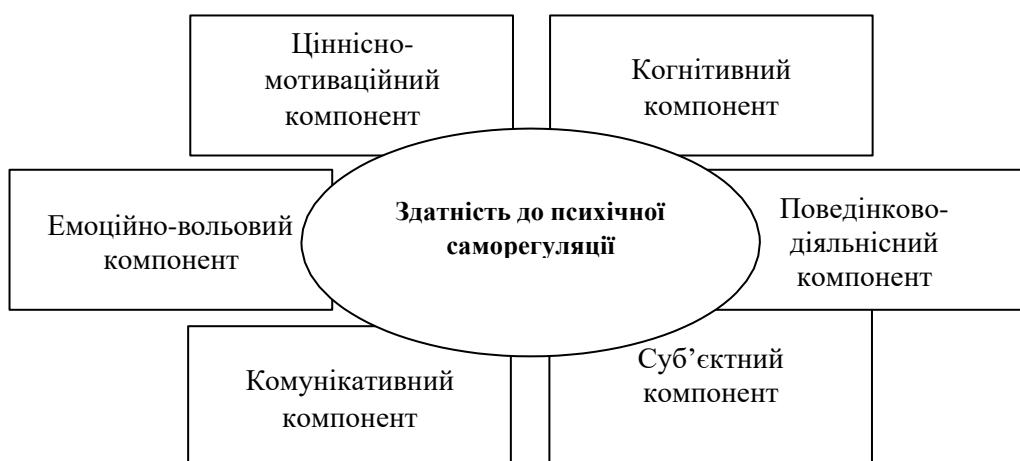 Ціннісно-
мотиваційний
компонент
Когнітивний
компонент
Емоційно-вольовий
компонент
Здатність до психічної
саморегуляції
Поведінково-
діяльнісний
компонент
Комунікативний
компонент
Суб’єктний
компонент